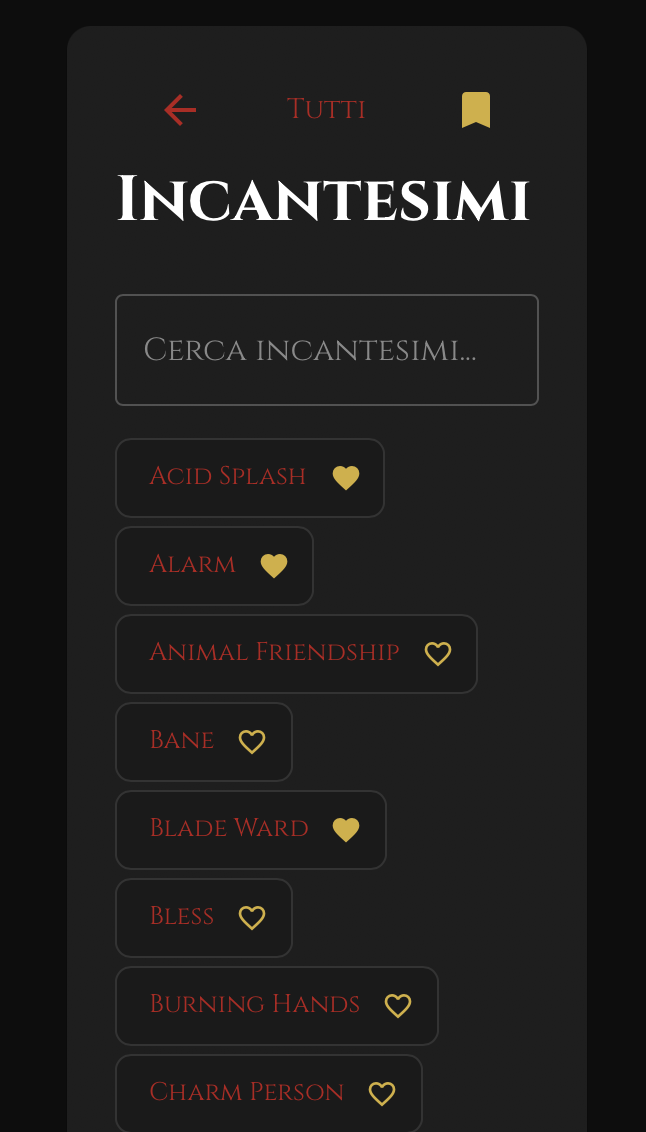 Tutti
Incantesimi
Cerca incantesimi...
Acid Splash
Alarm
Animal Friendship
Bane
Blade Ward
Bless
Burning Hands
Charm Person